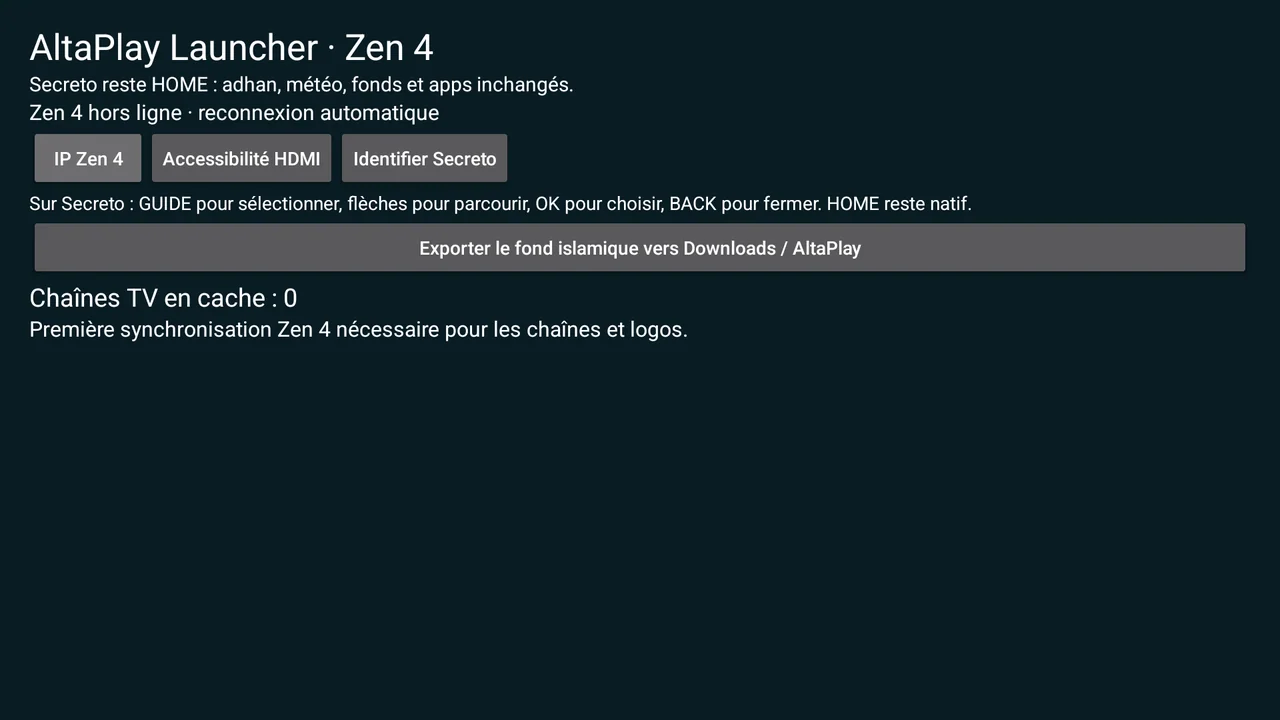 AltaPlay Launcher · Zen 4
Secreto reste HOME : adhan, météo, fonds et apps inchangés.
Zen 4 hors ligne · reconnexion automatique
IP Zen 4
Accessibilité HDMI
Identifier Secreto
Sur Secreto : GUIDE pour sélectionner, flèches pour parcourir, OK pour choisir, BACK pour fermer. HOME reste natif.
Exporter le fond islamique vers Downloads / AltaPlay
Chaînes TV en cache : 0
Première synchronisation Zen 4 nécessaire pour les chaînes et logos.